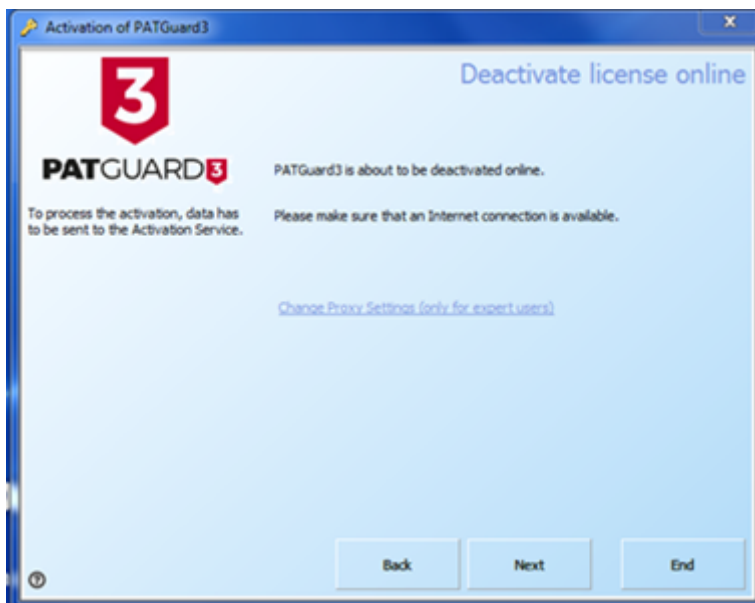 Activation of PATGuard3
x
Deactivate license online
3
PATGUARD3
To process the activation, data has
to be sent to the Activation Service.
PATGuard3 is about to be deactivated online.
Please make sure that an Internet connection is available.
Change Proxy Settings (only for expert users)
Back
Next
End
?